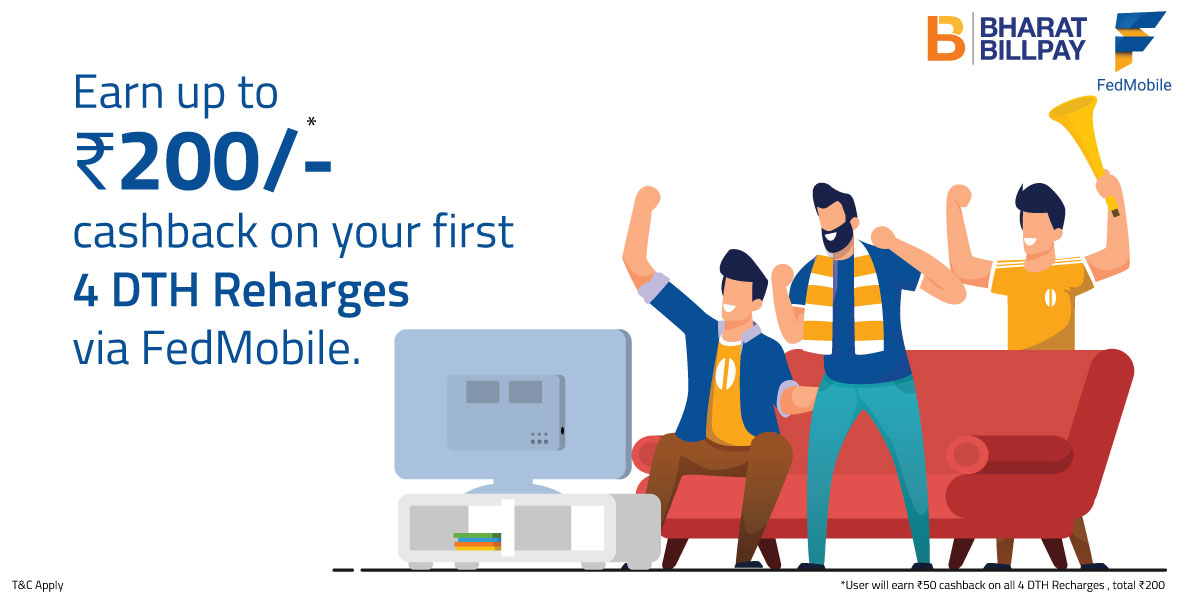 BHARAT
BILLPAY
FedMobile
Earn up to
₹200/-*
cashback on your first
4 DTH Reharges
via FedMobile.
T&C Apply
*User will earn ₹50 cashback on all 4 DTH Recharges , total ₹200